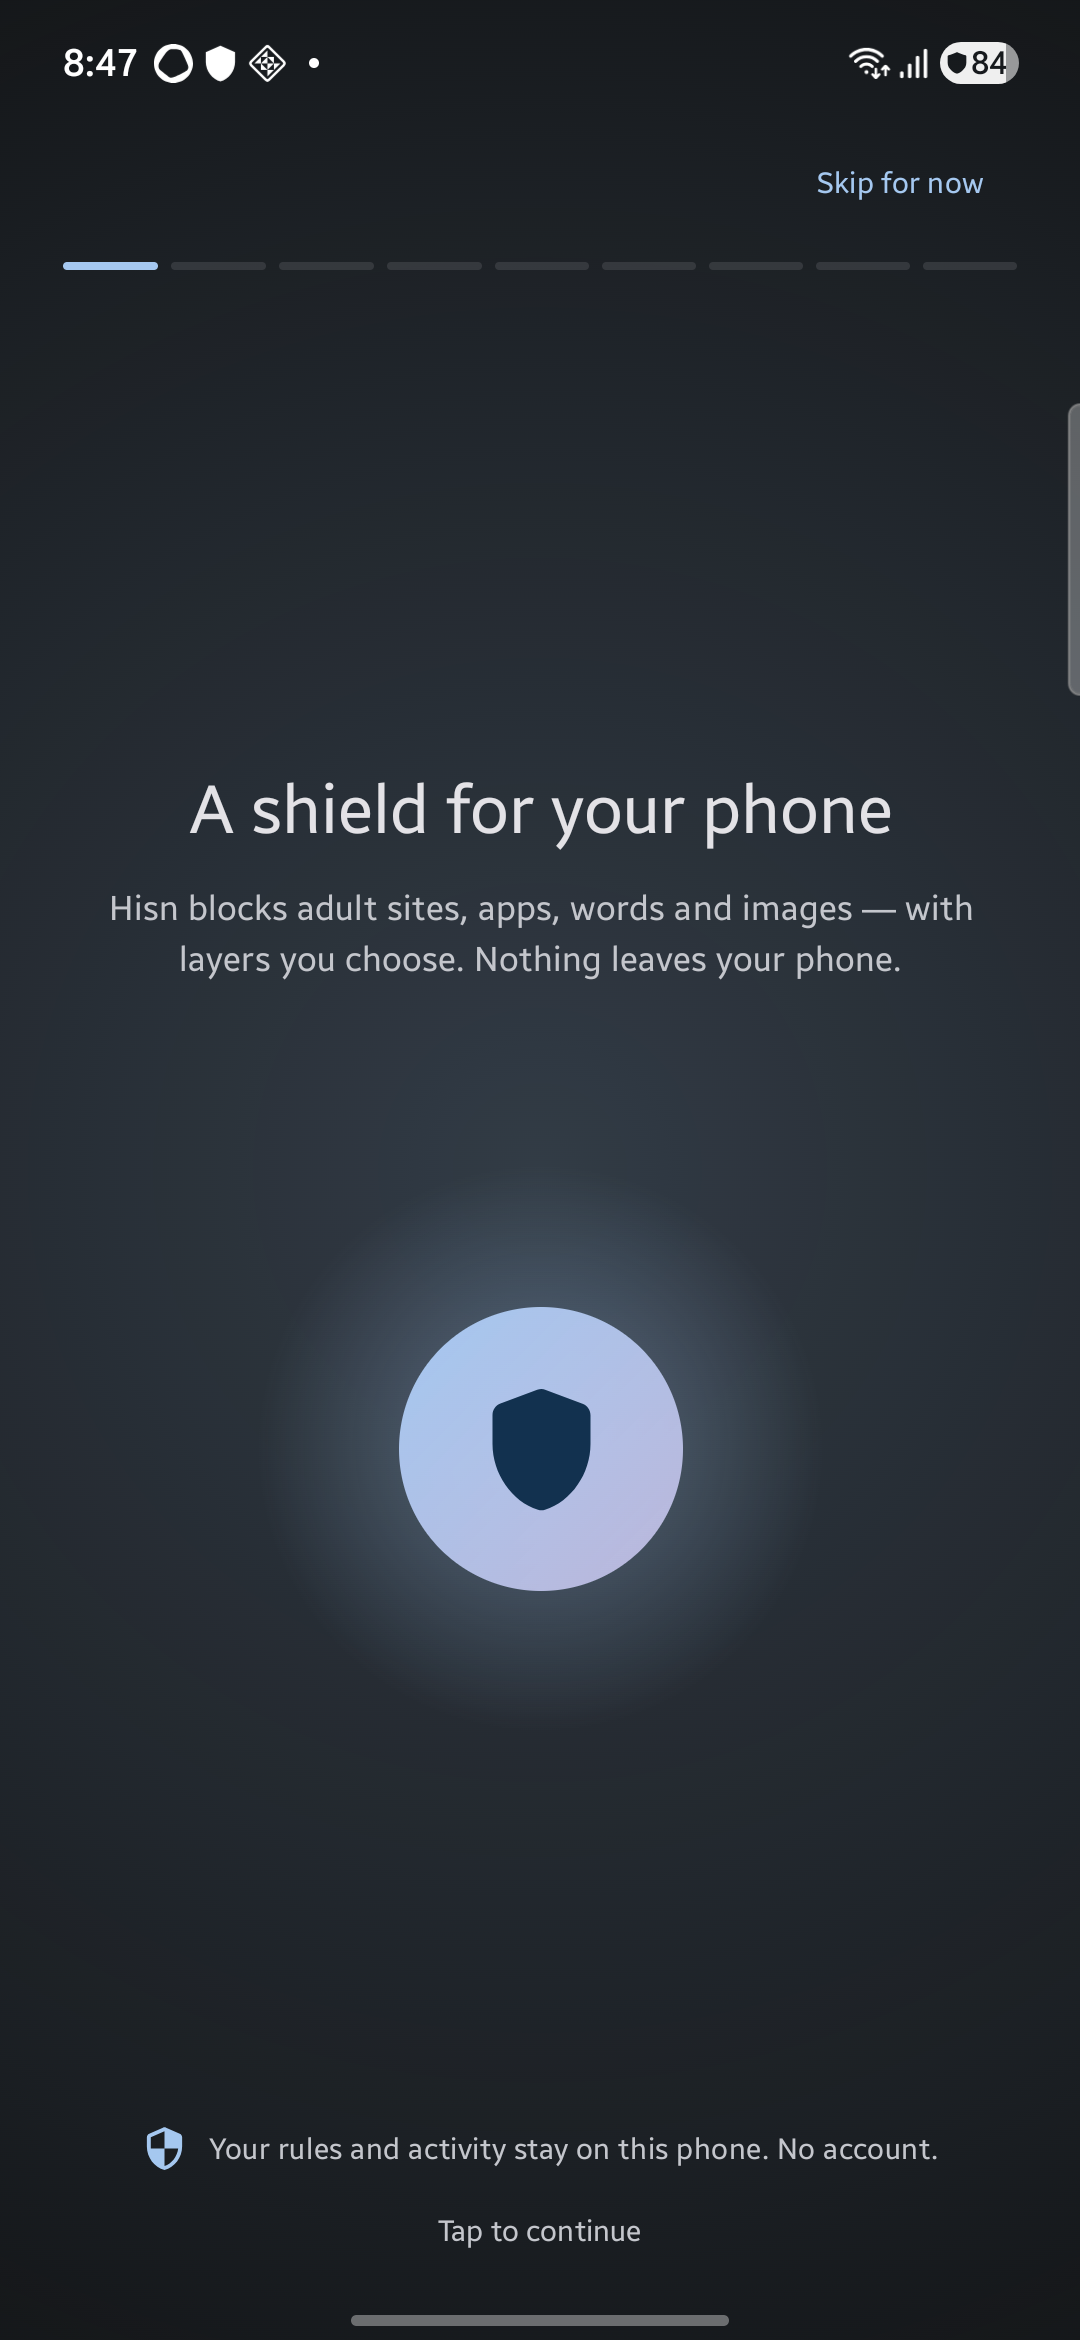 8:47
84
Skip for now
A shield for your phone
Hisn blocks adult sites, apps, words and images — with
layers you choose. Nothing leaves your phone.
Your rules and activity stay on this phone. No account.
Tap to continue